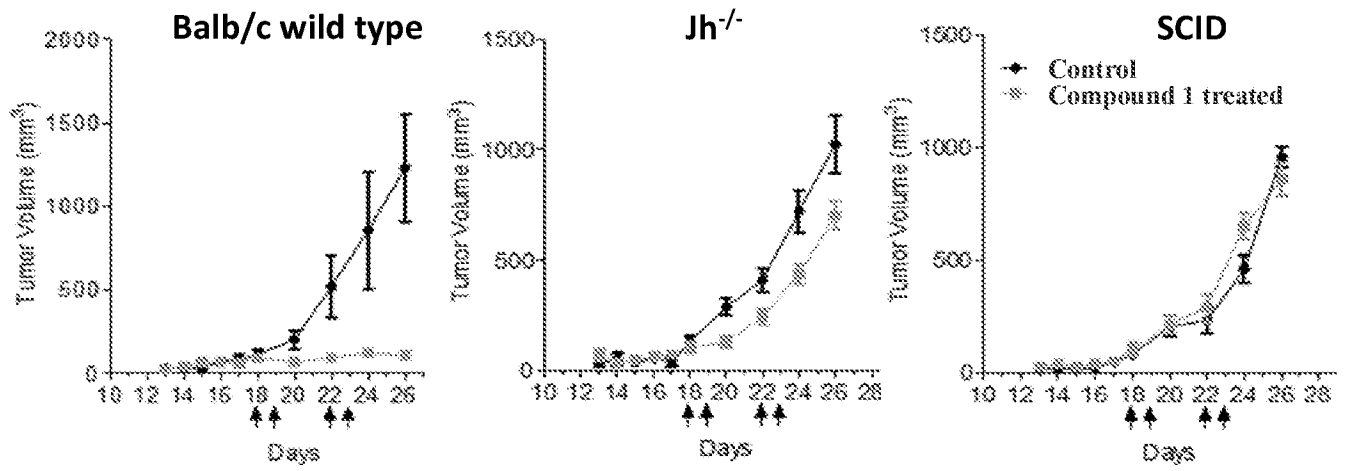 Balb/c wild type
2000
1500
1000
500
0
10 12 14 16 18 20 22 24 26
Tumor Volume (mm³)
Days
Jh-/-
1500
1000
500
0
10 12 14 16 18 20 22 24 26 28
Tumor Volume (mm³)
Days
SCID
Control
Compound 1 treated
1500
1000
500
0
10 12 14 16 18 20 22 24 26 28
Tumor Volume (mm³)
Days